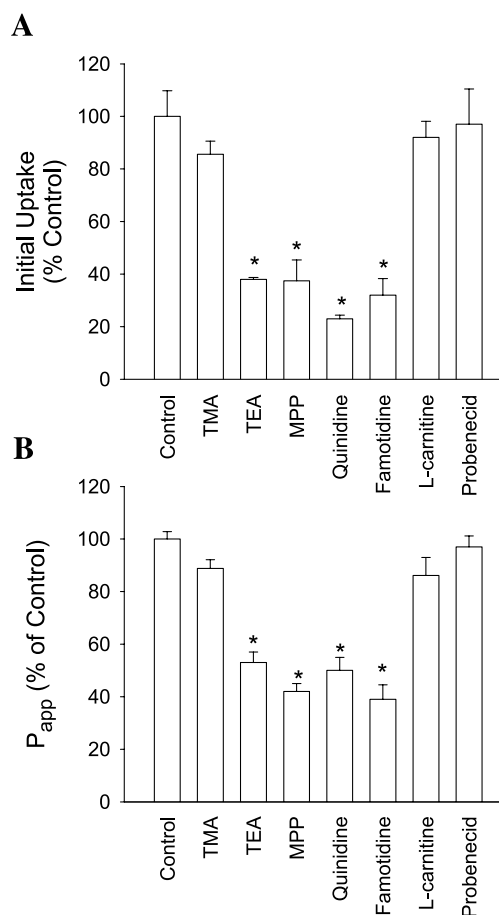 A
Initial Uptake
(% Control)
120
100
80
60
40
20
0
*
*
*
*
Control
TMA
TEA
MPP
Quinidine
Famotidine
L-carnitine
Probenecid
B
Papp (% of Control)
120
100
80
60
40
20
0
*
*
*
*
Control
TMA
TEA
MPP
Quinidine
Famotidine
L-carnitine
Probenecid